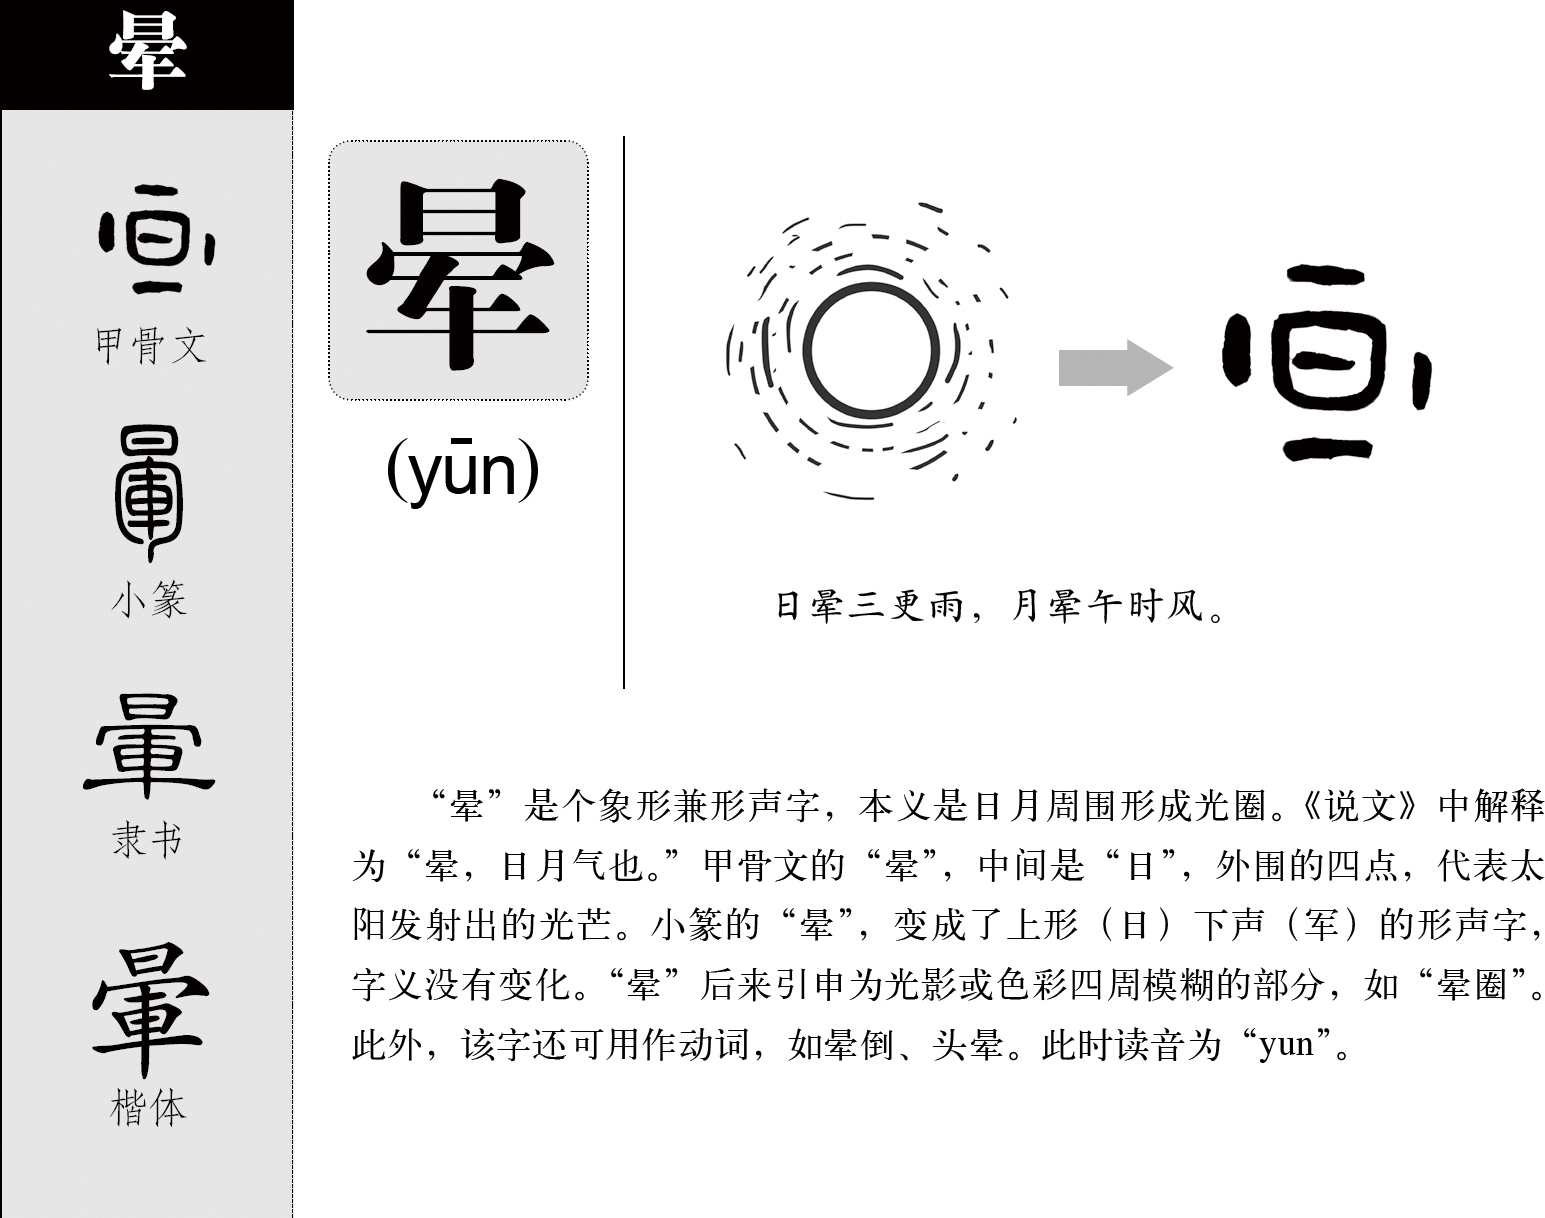 晕
甲骨文
小篆
隶书
楷体
晕
(yūn)
日晕三更雨，月晕午时风。
“晕”是个象形兼形声字，本义是日月周围形成光圈。《说文》中解释
为“晕，日月气也。”甲骨文的“晕”，中间是“日”，外围的四点，代表太
阳发射出的光芒。小篆的“晕”，变成了上形（日）下声（军）的形声字，
字义没有变化。“晕”后来引申为光影或色彩四周模糊的部分，如“晕圈”。
此外，该字还可用作动词，如晕倒、头晕。此时读音为“yun”。